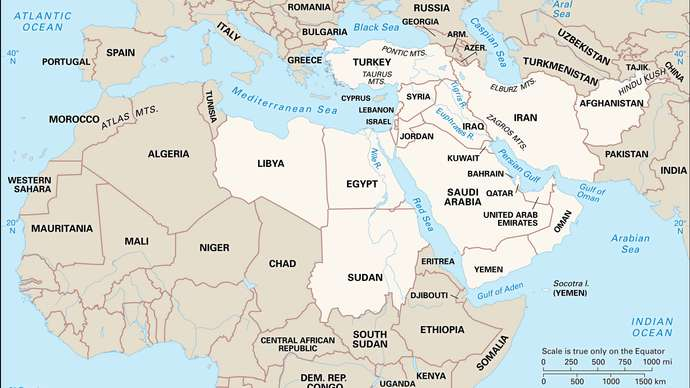 ATLANTIC
OCEAN
ROMANIA
RUSSIA
Aral
Sea
Black Sea
GEORGIA
Caspian Sea
ITALY
BULGARIA
ARM.
UZBEKISTAN
40°
PORTUGAL
SPAIN
GREECE
TURKEY
PONTIC MTS.
AZER.
TURKMENISTAN
TAJIK.
CHINA
40°
TAURUS
MTS.
HINDU KUSH
TUNISIA
Mediterranean Sea
CYPRUS
SYRIA
Tigris R.
ELBURZ MTS.
AFGHANISTAN
MOROCCO
ATLAS MTS.
LEBANON
Euphrates R.
IRAQ
ZAGROS MTS.
IRAN
ISRAEL
JORDAN
ALGERIA
LIBYA
EGYPT
Nile R.
KUWAIT
Persian Gulf
PAKISTAN
INDIA
WESTERN
SAHARA
BAHRAIN
SAUDI
ARABIA
QATAR
Gulf of
Oman
UNITED ARAB
EMIRATES
20°
Red Sea
OMAN
20°
MAURITANIA
MALI
NIGER
CHAD
SUDAN
ERITREA
YEMEN
Arabian
Sea
DJIBOUTI
Gulf of Aden
Socotra I.
(YEMEN)
CENTRAL AFRICAN
REPUBLIC
SOUTH
SUDAN
ETHIOPIA
SOMALIA
INDIAN
OCEAN
DEM. REP.
CONGO
UGANDA
KENYA
Scale is true only on the Equator
0 250 500 1000 mi
0 500 1000 1500 km